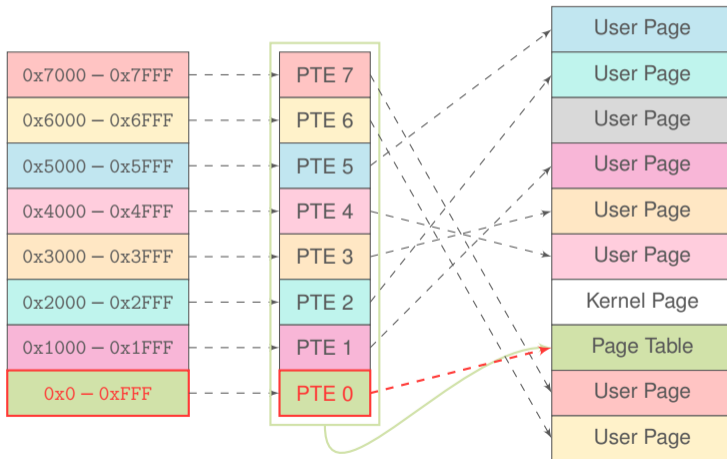 0x7000 – 0x7FFF
0x6000 – 0x6FFF
0x5000 – 0x5FFF
0x4000 – 0x4FFF
0x3000 – 0x3FFF
0x2000 – 0x2FFF
0x1000 – 0x1FFF
0x0 – 0xFFF
PTE 7
PTE 6
PTE 5
PTE 4
PTE 3
PTE 2
PTE 1
PTE 0
User Page
User Page
User Page
User Page
User Page
User Page
Kernel Page
Page Table
User Page
User Page